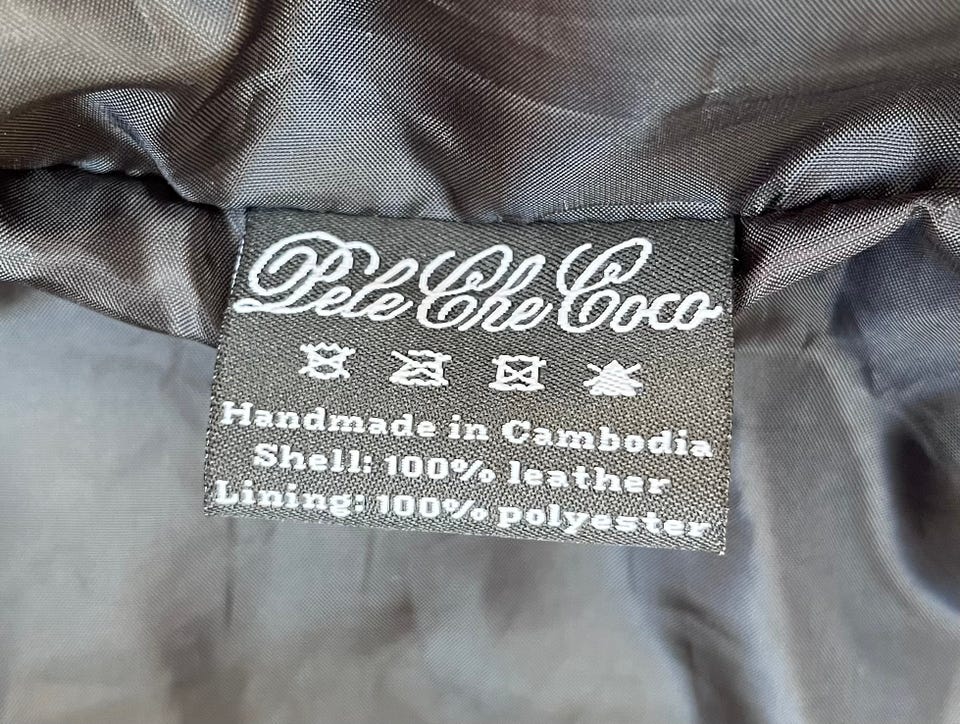 Pele Che Coco
Handmade in Cambodia
Shell: 100% leather
Lining: 100% polyester